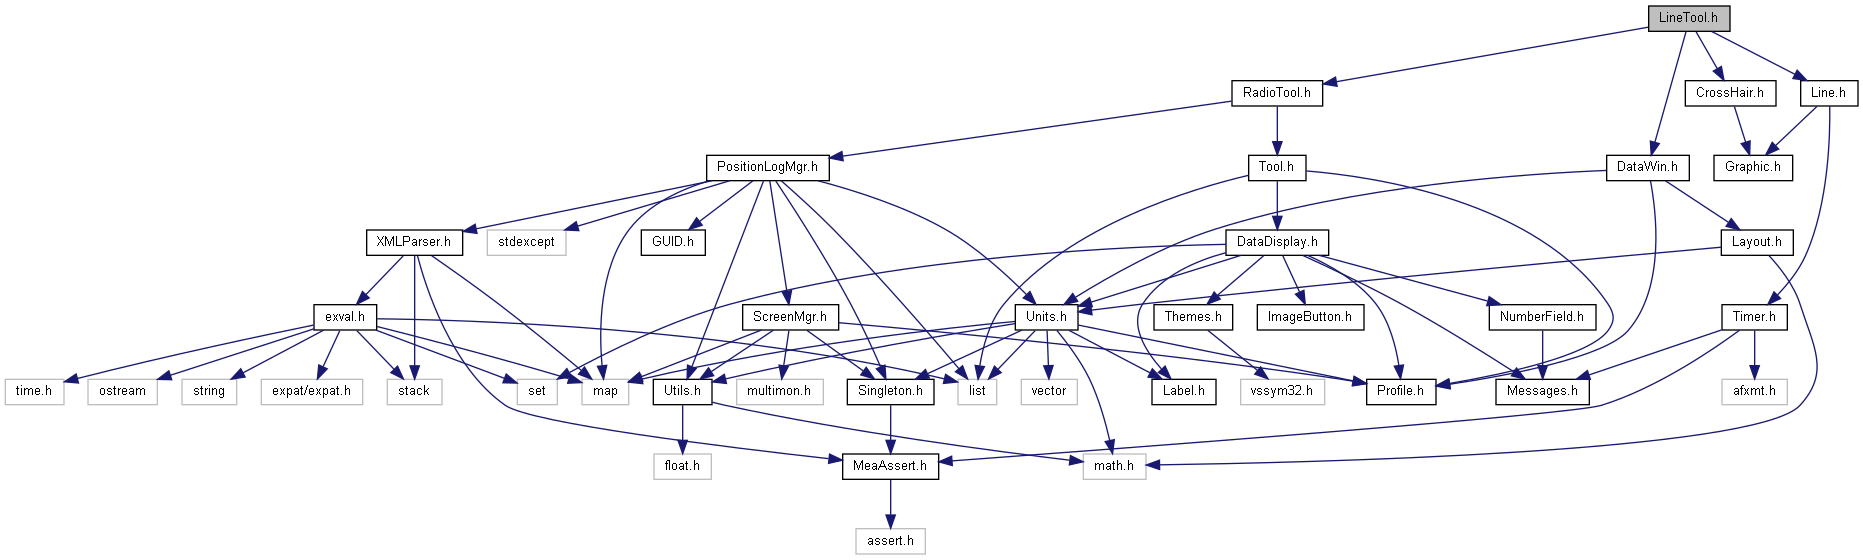 LineTool.h
RadioTool.h
CrossHair.h
Line.h
PositionLogMgr.h
Tool.h
DataWin.h
Graphic.h
XMLParser.h
stdexcept
GUID.h
DataDisplay.h
Layout.h
exval.h
ScreenMgr.h
Units.h
Themes.h
ImageButton.h
NumberField.h
Timer.h
time.h
ostream
string
expat/expat.h
stack
set
map
Utils.h
multimon.h
Singleton.h
list
vector
Label.h
vssym32.h
Profile.h
Messages.h
afxmt.h
float.h
MeaAssert.h
math.h
assert.h